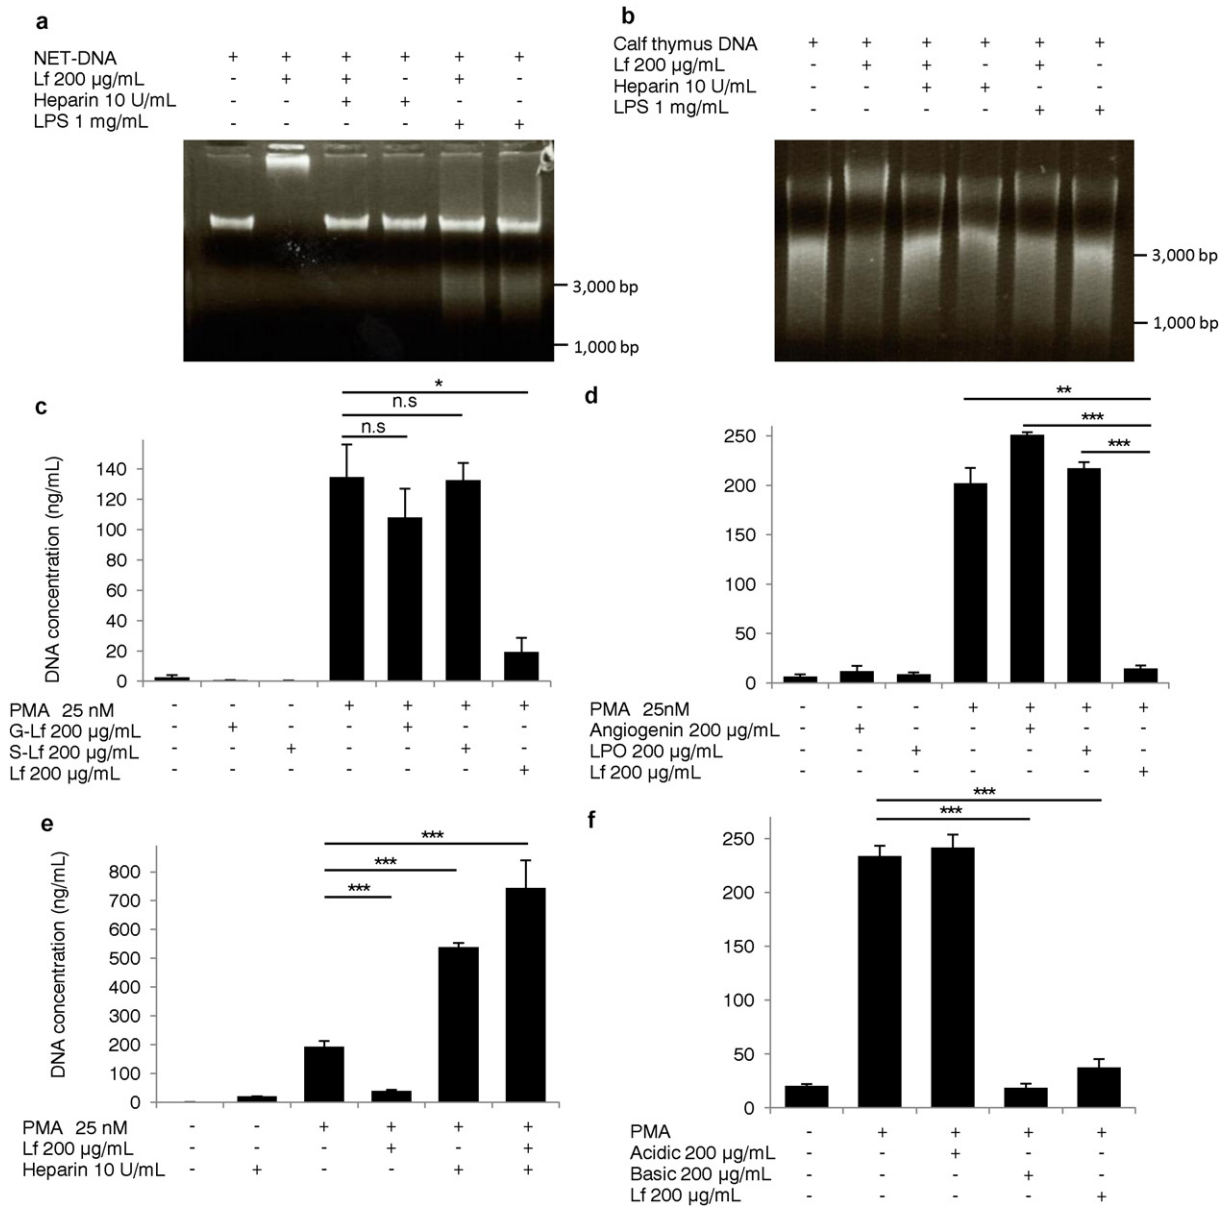 a
NET-DNA + + + + + +
Lf 200 µg/mL - + + - + -
Heparin 10 U/mL - - + + - -
LPS 1 mg/mL - - - - + +
3,000 bp
1,000 bp
b
Calf thymus DNA + + + + + +
Lf 200 µg/mL - + + - + -
Heparin 10 U/mL - - + + - -
LPS 1 mg/mL - - - - + +
3,000 bp
1,000 bp
c
*
n.s
n.s
DNA concentration (ng/mL)
140
120
100
80
60
40
20
0
PMA 25 nM - - - + + + +
G-Lf 200 µg/mL - + - - + - -
S-Lf 200 µg/mL - - + - - + -
Lf 200 µg/mL - - - - - - +
d
**
***
***
250
200
150
100
50
0
PMA 25nM - - - + + + +
Angiogenin 200 µg/mL - + - - + - -
LPO 200 µg/mL - - + - - + -
Lf 200 µg/mL - - - - - - +
e
***
***
***
DNA concentration (ng/mL)
800
700
600
500
400
300
200
100
0
PMA 25 nM - - + + + +
Lf 200 µg/mL - - - + - +
Heparin 10 U/mL - + - - + +
f
***
***
250
200
150
100
50
0
PMA - + + + +
Acidic 200 µg/mL - - + - -
Basic 200 µg/mL - - - + -
Lf 200 µg/mL - - - - +